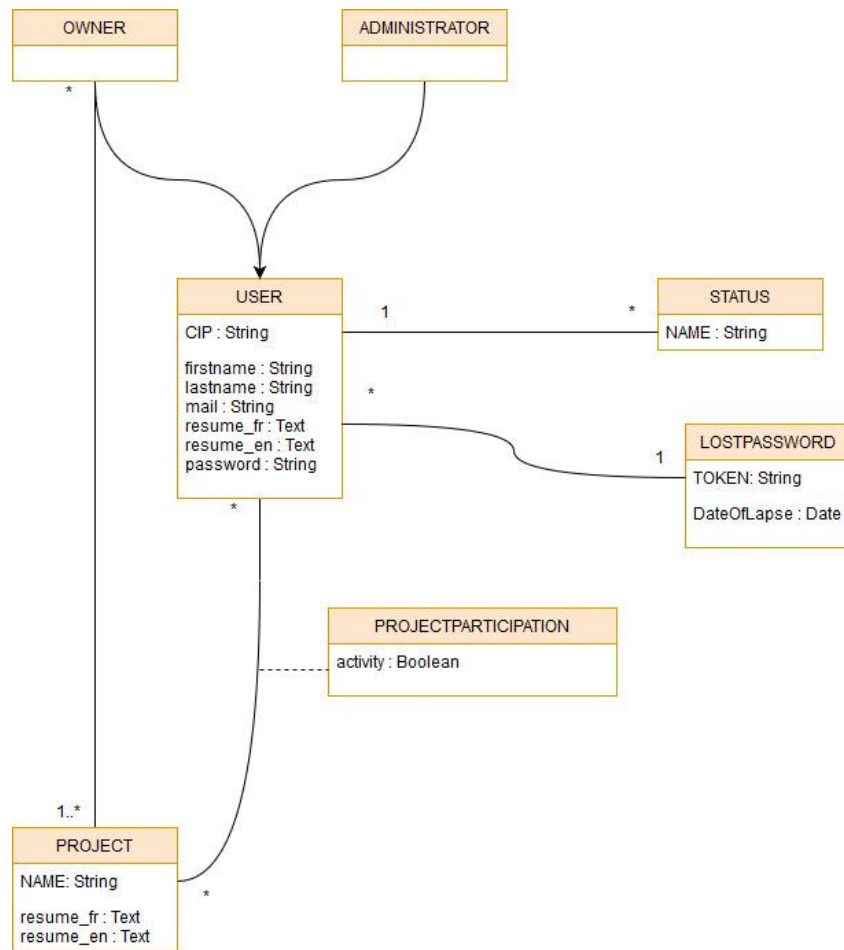 OWNER
ADMINISTRATOR
*
USER
CIP : String
firstname : String
lastname : String
mail : String
resume_fr : Text
resume_en : Text
password : String
1
*
STATUS
NAME : String
*
1
LOSTPASSWORD
TOKEN: String
DateOfLapse : Date
*
PROJECTPARTICIPATION
activity : Boolean
1..*
PROJECT
NAME: String
resume_fr : Text
resume_en : Text
*